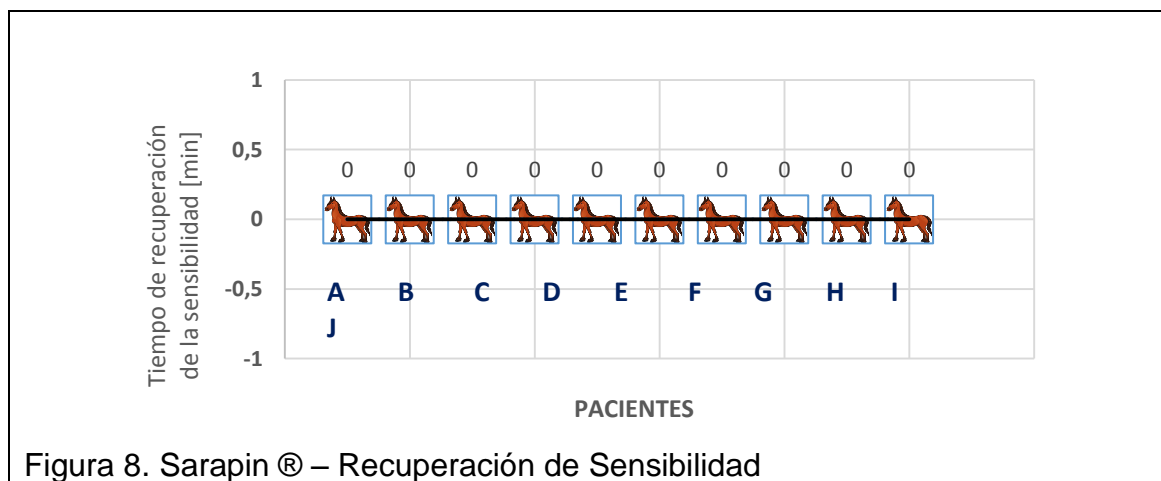 Tiempo de recuperación
de la sensibilidad [min]
1
0,5
0
-0,5
-1
0 0 0 0 0 0 0 0 0 0
A B C D E F G H I
J
PACIENTES
Figura 8. Sarapin ® – Recuperación de Sensibilidad